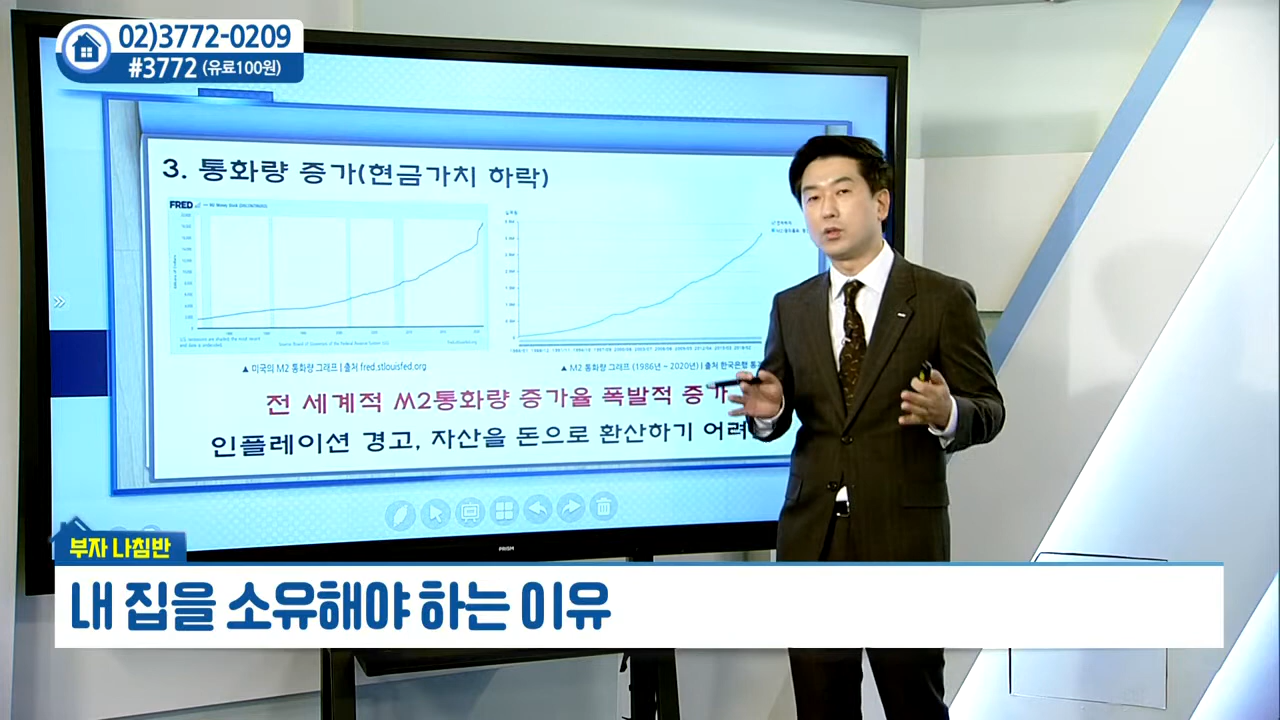 02)3772-0209
#3772 (유료100원)
3. 통화량 증가(현금가치 하락)
FRED
▲ 미국의 M2 통화량 그래프 | 출처 fred.stlouisfed.org
▲ M2 통화량 그래프 (1986년 ~ 2020년) | 출처 한국은행
전 세계적 M2통화량 증가율 폭발적 증가
인플레이션 경고, 자산을 돈으로 환산하기
PRISM
부자 나침반
내 집을 소유해야 하는 이유